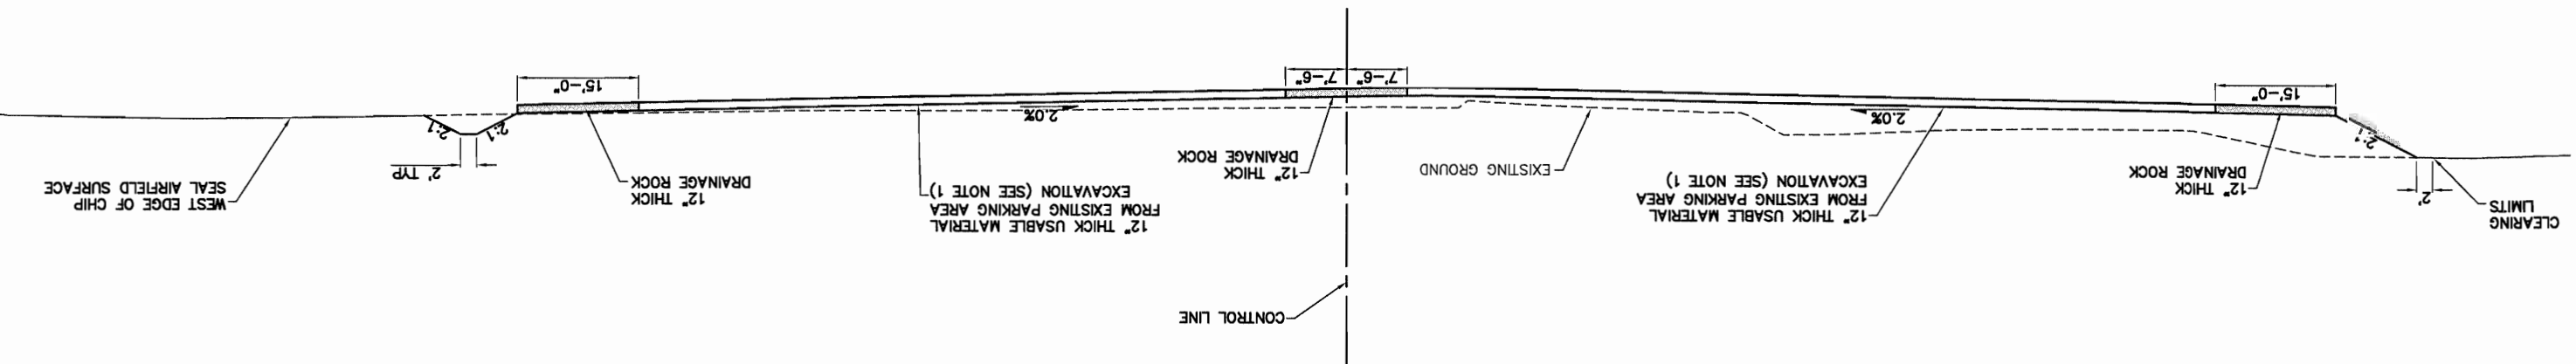 CONTROL LINE
CLEARING
LIMITS
2'
12" THICK
DRAINAGE ROCK
12" THICK USABLE MATERIAL
FROM EXISTING PARKING AREA
EXCAVATION (SEE NOTE 1)
EXISTING GROUND
12" THICK
DRAINAGE ROCK
12" THICK USABLE MATERIAL
FROM EXISTING PARKING AREA
EXCAVATION (SEE NOTE 1)
12" THICK
DRAINAGE ROCK
2' TYP
WEST EDGE OF CHIP
SEAL AIRFIELD SURFACE
2:1
2.0%
2.0%
2:1
2:1
15'-0"
7'-6"
7'-6"
15'-0"